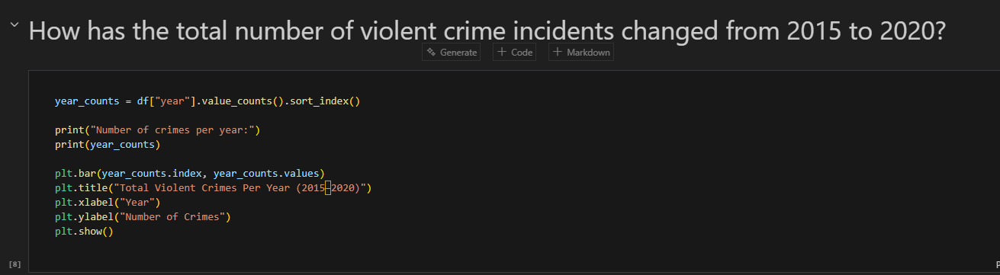 How has the total number of violent crime incidents changed from 2015 to 2020?
Generate + Code + Markdown
year_counts = df["year"].value_counts().sort_index()
print("Number of crimes per year:")
print(year_counts)
plt.bar(year_counts.index, year_counts.values)
plt.title("Total Violent Crimes Per Year (2015–2020)")
plt.xlabel("Year")
plt.ylabel("Number of Crimes")
plt.show()
[8]